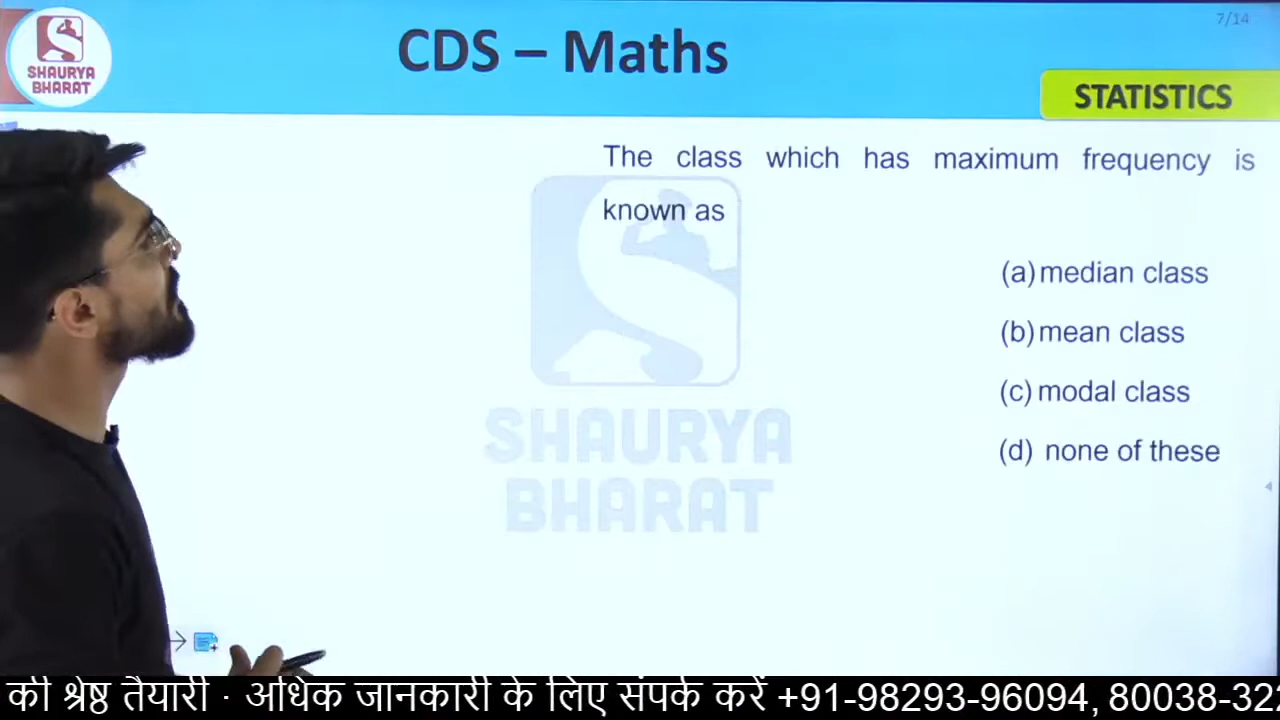 SHAURYA
BHARAT
CDS – Maths
7/14
STATISTICS
The class which has maximum frequency is
known as
(a) median class
(b) mean class
(c) modal class
(d) none of these
SHAURYA
BHARAT
की श्रेष्ठ तैयारी · अधिक जानकारी के लिए संपर्क करें +91-98293-96094, 80038-322